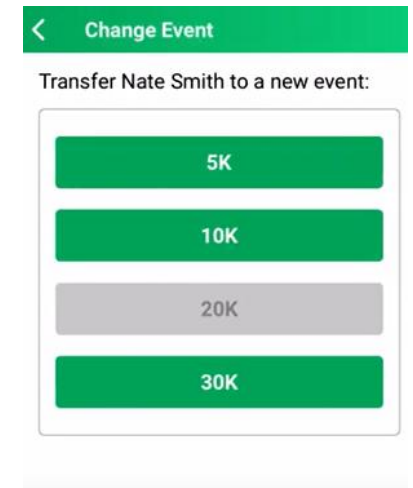 Change Event
Transfer Nate Smith to a new event:
5K
10K
20K
30K